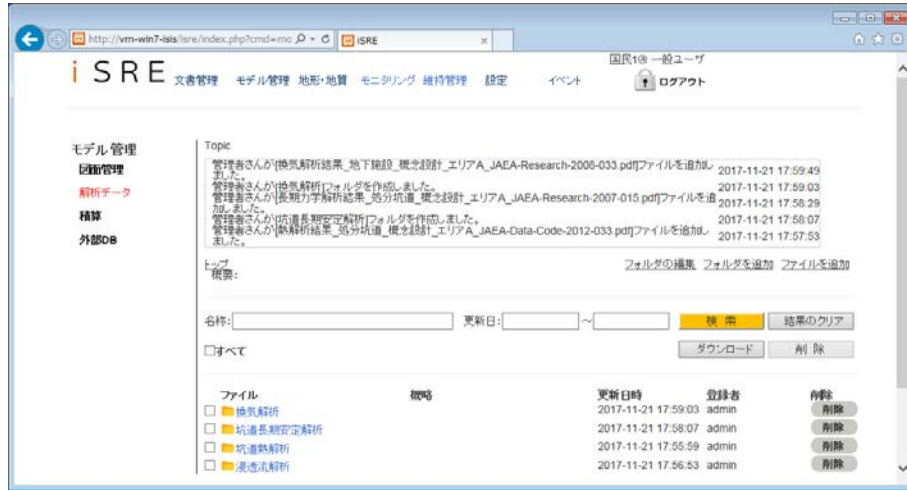 http://vm-win7-isis/isre/index.php?cmd=mc
iSRE
国民1@ 一般ユーザ
iSRE 文書管理 モデル管理 地形・地質 モニタリング 維持管理 設定 イベント ログアウト
モデル管理
図面管理
解析データ
積算
外部DB
Topic
管理者さんが[換気解析結果_地下施設_概念設計_エリアA_JAEA-Research-2008-033.pdf]ファイルを追加しました。 2017-11-21 17:59:49
管理者さんが[換気解析]フォルダを作成しました。 2017-11-21 17:59:03
管理者さんが[長期力学解析結果_処分坑道_概念設計_エリアA_JAEA-Research-2007-015.pdf]ファイルを追加しました。 2017-11-21 17:58:29
管理者さんが[坑道長期安定解析]フォルダを作成しました。 2017-11-21 17:58:07
管理者さんが[熱解析結果_処分坑道_概念設計_エリアA_JAEA-Data-Code-2012-033.pdf]ファイルを追加しました。 2017-11-21 17:57:53
トップ
概要:
フォルダの編集 フォルダを追加 ファイルを追加
名称: 更新日: ～ 検索 結果のクリア
すべて ダウンロード 削除
ファイル 概略 更新日時 登録者 削除
換気解析 2017-11-21 17:59:03 admin 削除
坑道長期安定解析 2017-11-21 17:58:07 admin 削除
坑道熱解析 2017-11-21 17:55:59 admin 削除
浸透流解析 2017-11-21 17:56:53 admin 削除